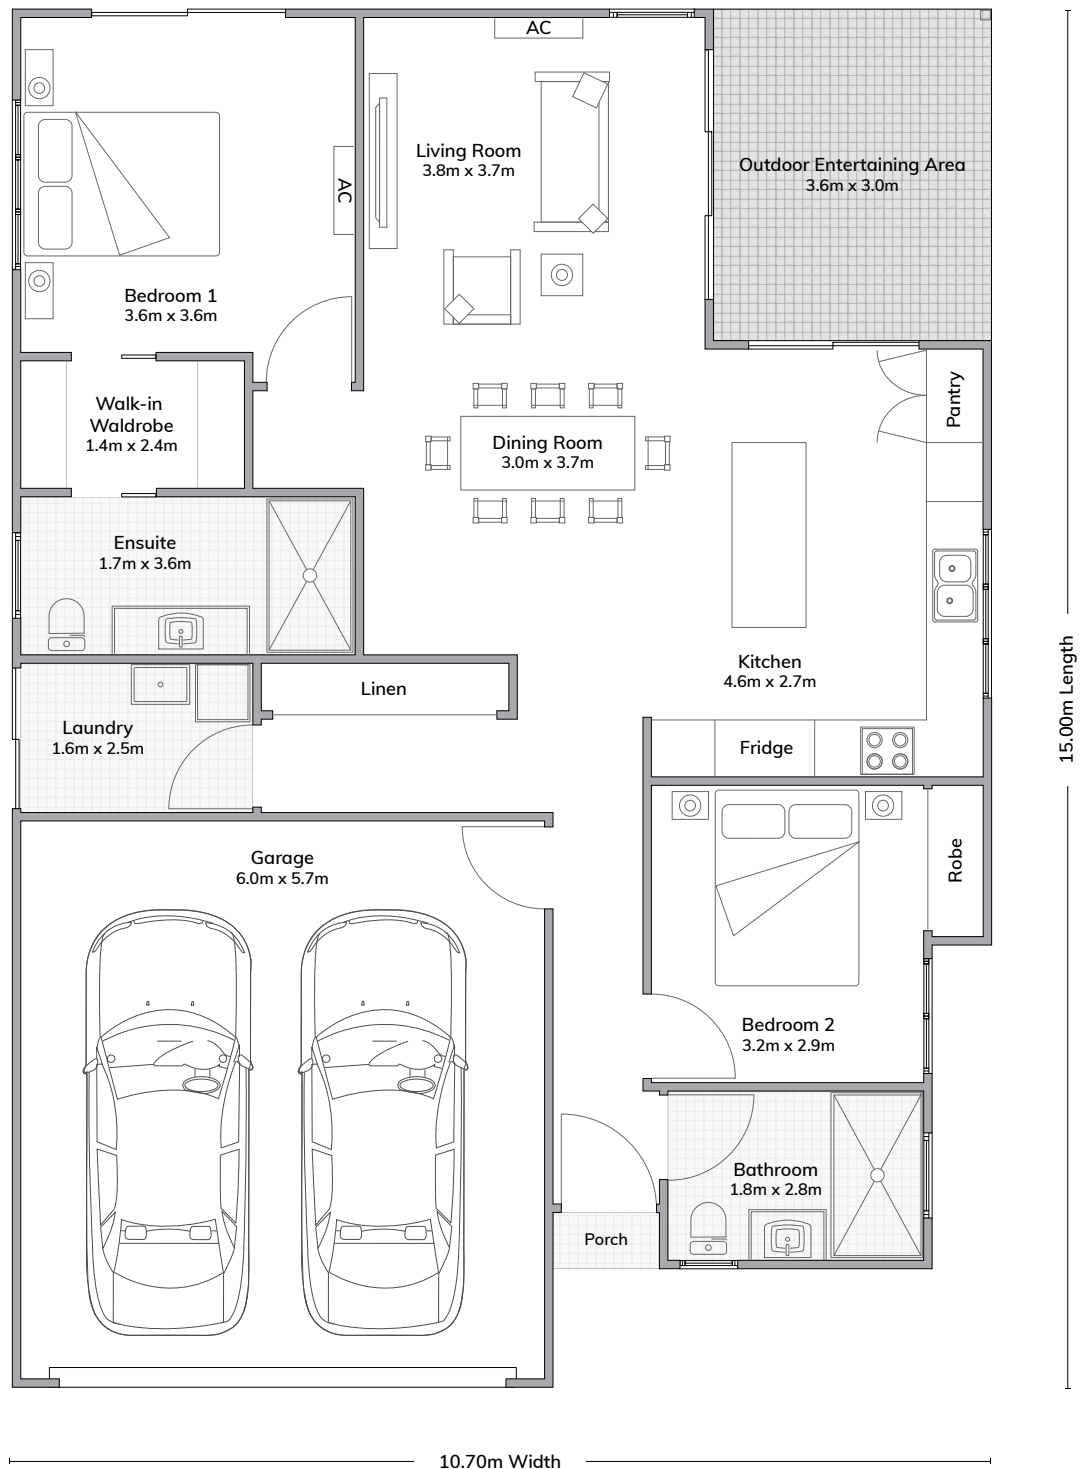 AC
Living Room
3.8m x 3.7m
Outdoor Entertaining Area
3.6m x 3.0m
AC
Bedroom 1
3.6m x 3.6m
Walk-in
Waldrobe
1.4m x 2.4m
Dining Room
3.0m x 3.7m
Pantry
Ensuite
1.7m x 3.6m
Kitchen
4.6m x 2.7m
Linen
Laundry
1.6m x 2.5m
Fridge
15.00m Length
Garage
6.0m x 5.7m
Robe
Bedroom 2
3.2m x 2.9m
Bathroom
1.8m x 2.8m
Porch
10.70m Width